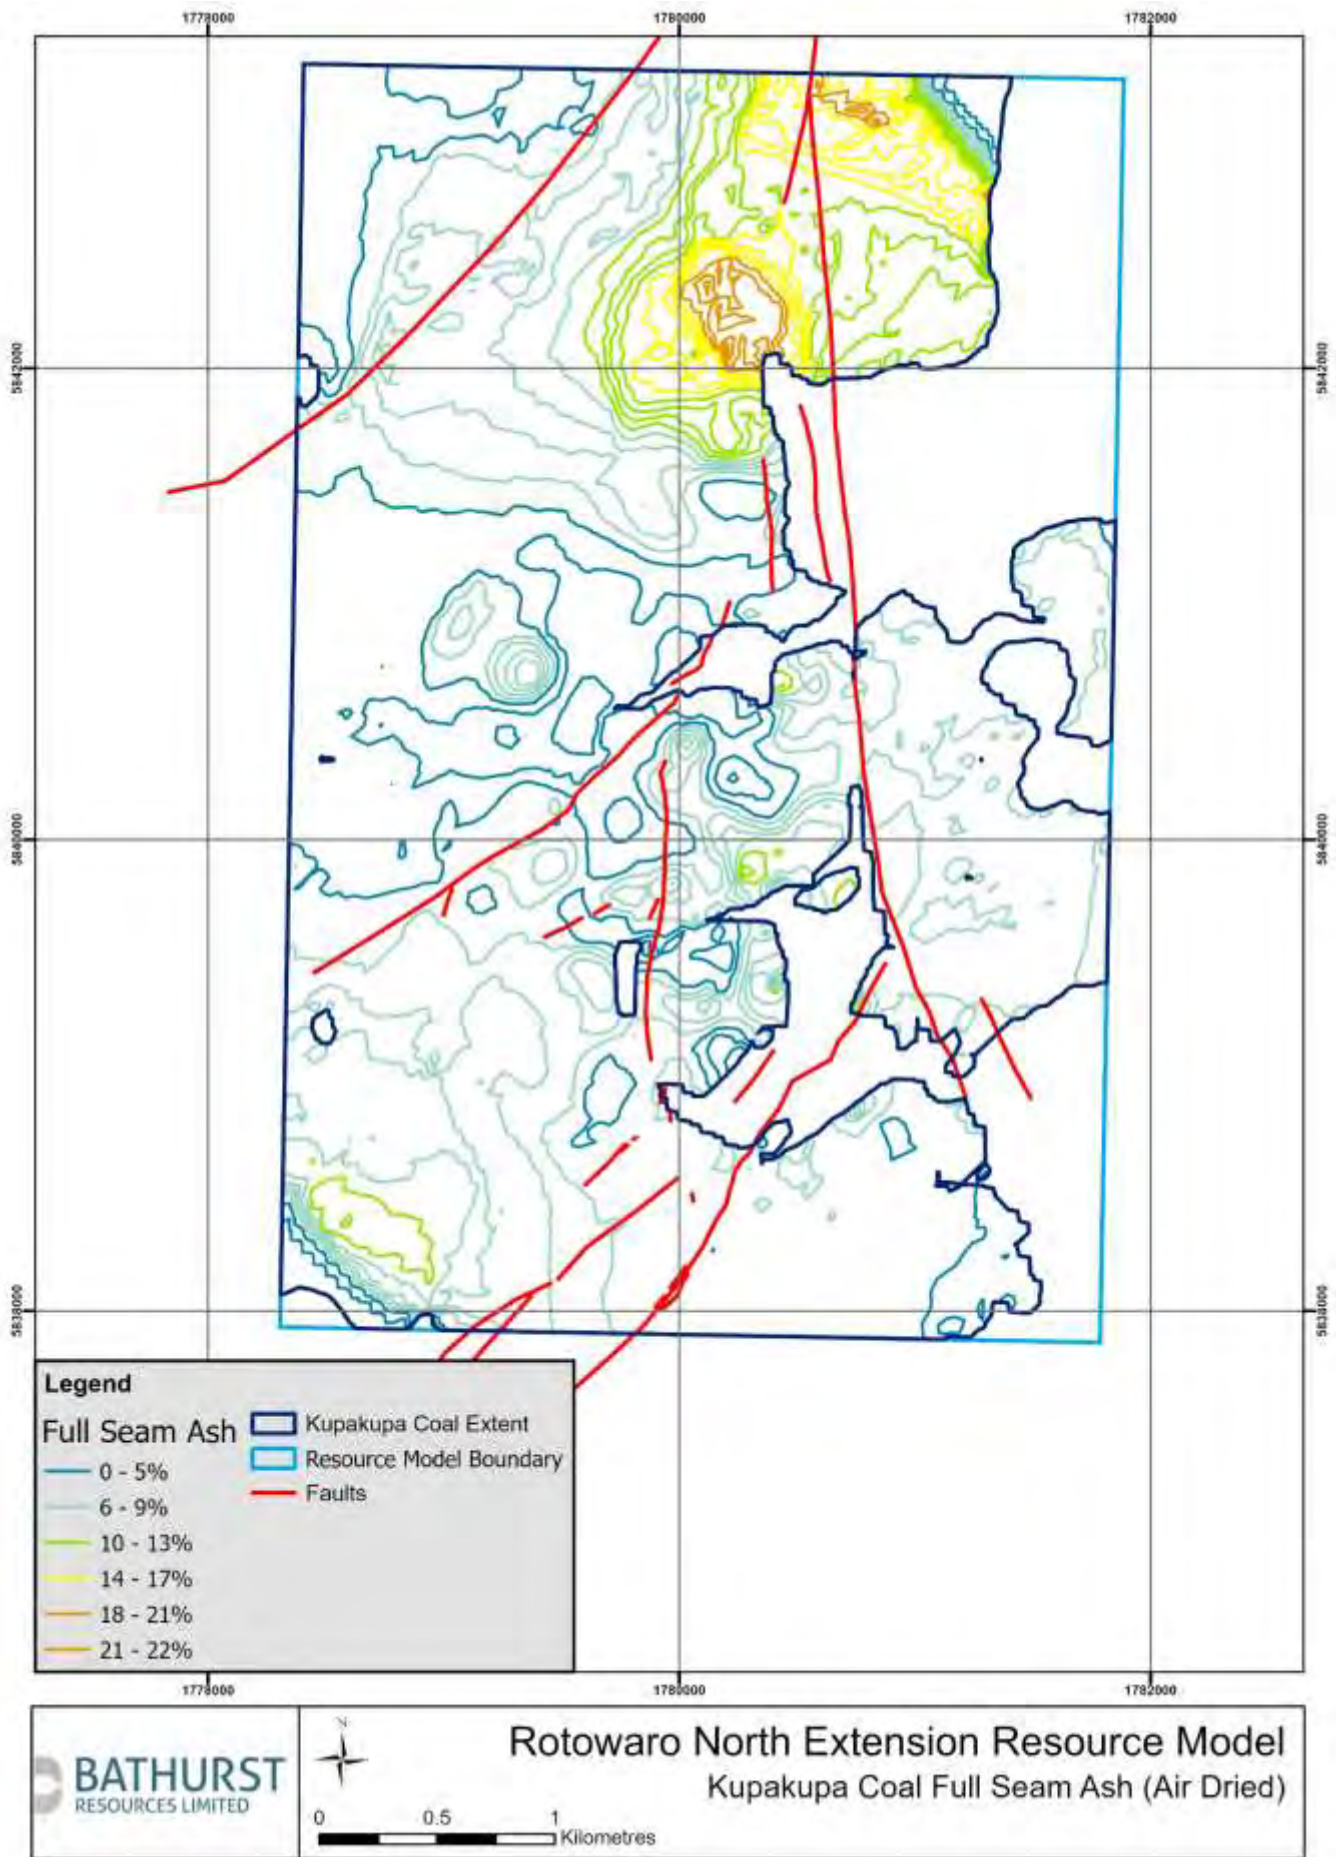 1778000
1780000
1782000
5842000
5842000
5840000
5840000
5838000
5838000
Legend
Full Seam Ash
0 - 5%
6 - 9%
10 - 13%
14 - 17%
18 - 21%
21 - 22%
Kupakupa Coal Extent
Resource Model Boundary
Faults
1778000
1780000
1782000
BATHURST
RESOURCES LIMITED
N
0 0.5 1
Kilometres
Rotowaro North Extension Resource Model
Kupakupa Coal Full Seam Ash (Air Dried)